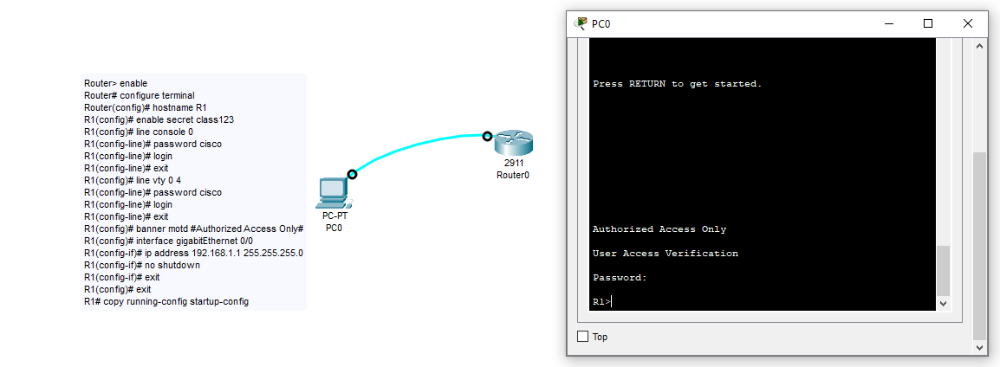 Router> enable
Router# configure terminal
Router(config)# hostname R1
R1(config)# enable secret class123
R1(config)# line console 0
R1(config-line)# password cisco
R1(config-line)# login
R1(config-line)# exit
R1(config)# line vty 0 4
R1(config-line)# password cisco
R1(config-line)# login
R1(config-line)# exit
R1(config)# banner motd #Authorized Access Only#
R1(config)# interface gigabitEthernet 0/0
R1(config-if)# ip address 192.168.1.1 255.255.255.0
R1(config-if)# no shutdown
R1(config-if)# exit
R1(config)# exit
R1# copy running-config startup-config
PC-PT
PC0
2911
Router0
PC0
Press RETURN to get started.
Authorized Access Only
User Access Verification
Password:
R1>
Top